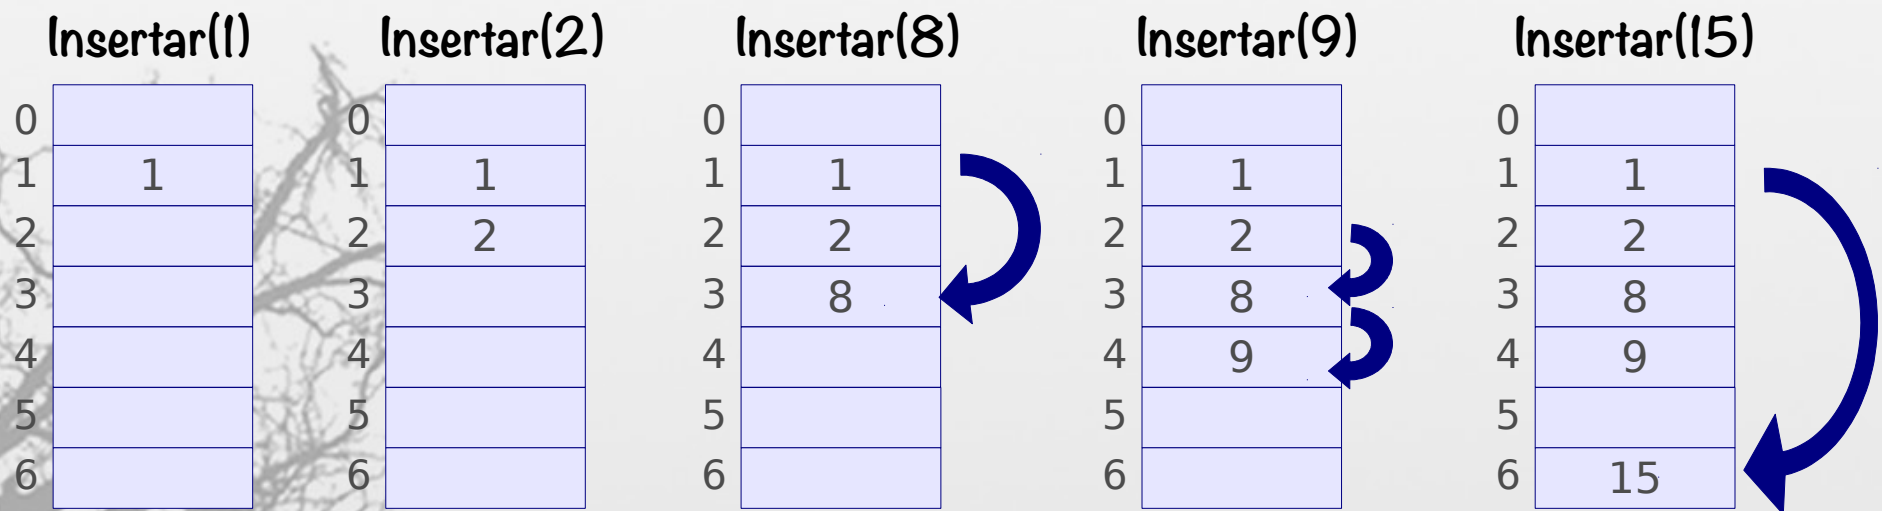 Insertar(1) Insertar(2) Insertar(8) Insertar(9) Insertar(15)
0 0 0 0 0
1 1 1 1 1 1 1 1 1 1
2 2 2 2 2 2 2 2 2
3 3 3 8 3 8 3 8
4 4 4 4 9 4 9
5 5 5 5 5
6 6 6 6 6 15